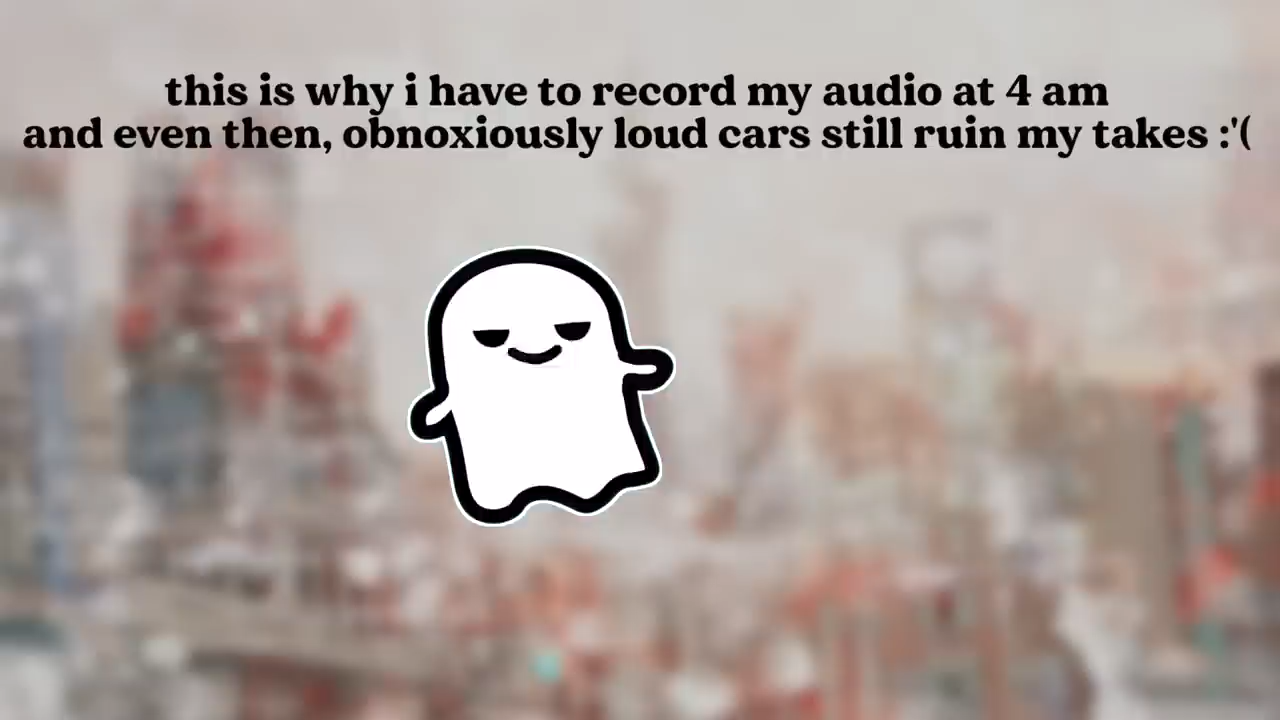 this is why i have to record my audio at 4 am
and even then, obnoxiously loud cars still ruin my takes :'(